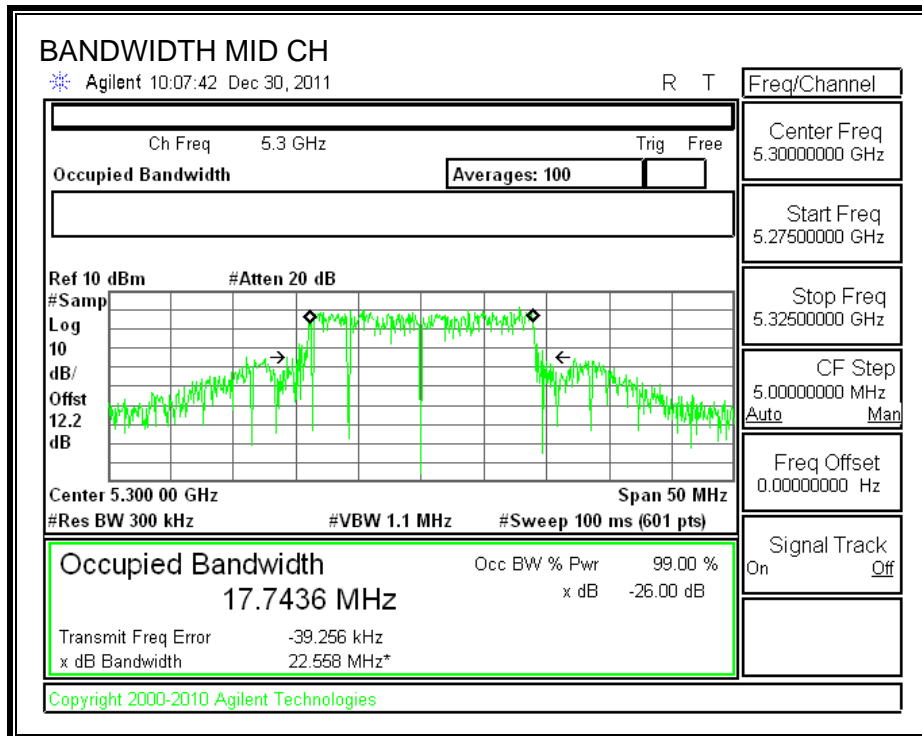 BANDWIDTH MID CH
Agilent 10:07:42 Dec 30, 2011 R T
Freq/Channel
Ch Freq 5.3 GHz Trig Free
Occupied Bandwidth Averages: 100
Ref 10 dBm #Atten 20 dB
#Samp
Log
10
dB/
Offst
12.2
dB
Center 5.300 00 GHz Span 50 MHz
#Res BW 300 kHz #VBW 1.1 MHz #Sweep 100 ms (601 pts)
Occupied Bandwidth Occ BW % Pwr 99.00 %
17.7436 MHz x dB -26.00 dB
Transmit Freq Error -39.256 kHz
x dB Bandwidth 22.558 MHz*
Copyright 2000-2010 Agilent Technologies
Center Freq
5.30000000 GHz
Start Freq
5.27500000 GHz
Stop Freq
5.32500000 GHz
CF Step
5.00000000 MHz
Auto Man
Freq Offset
0.00000000 Hz
Signal Track
On Off